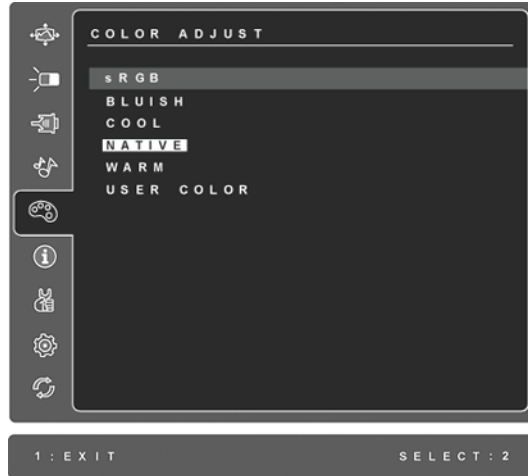 COLOR ADJUST
sRGB
BLUISH
COOL
NATIVE
WARM
USER COLOR
1:EXIT SELECT:2